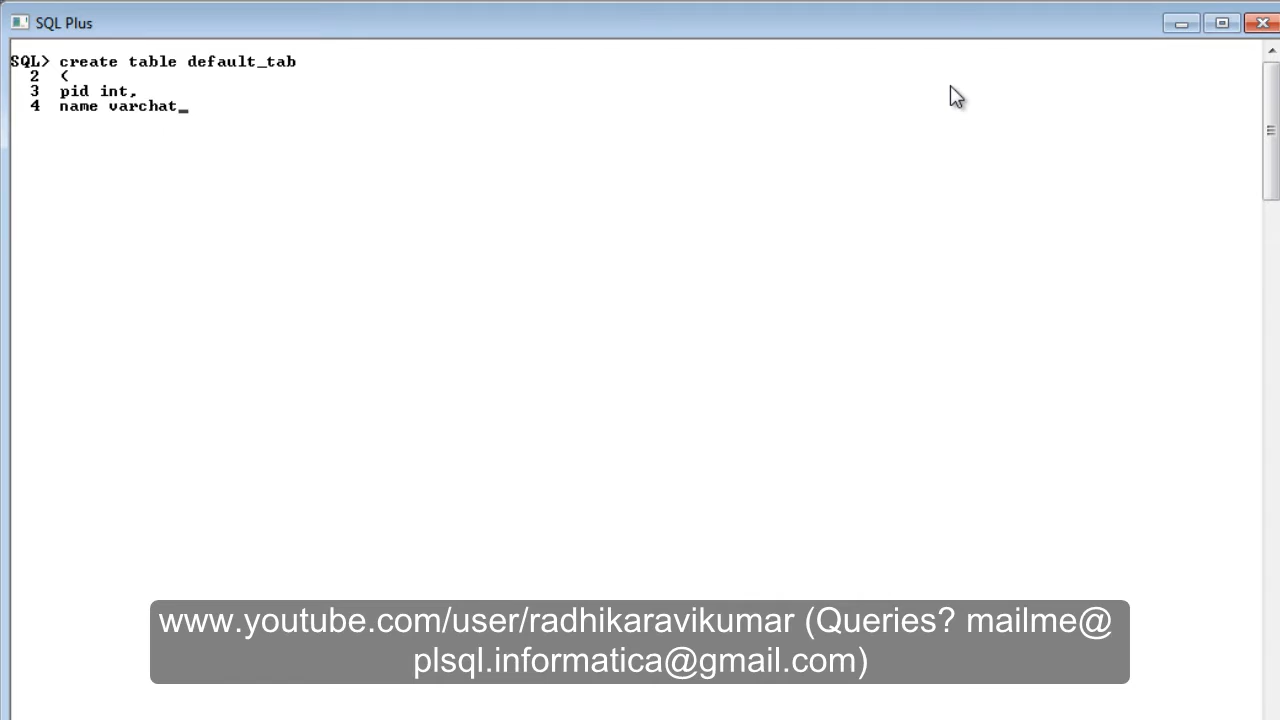 SQL Plus
SQL> create table default_tab
2 (
3 pid int,
4 name varchat_
www.youtube.com/user/radhikaravikumar (Queries? mailme@
plsql.informatica@gmail.com)